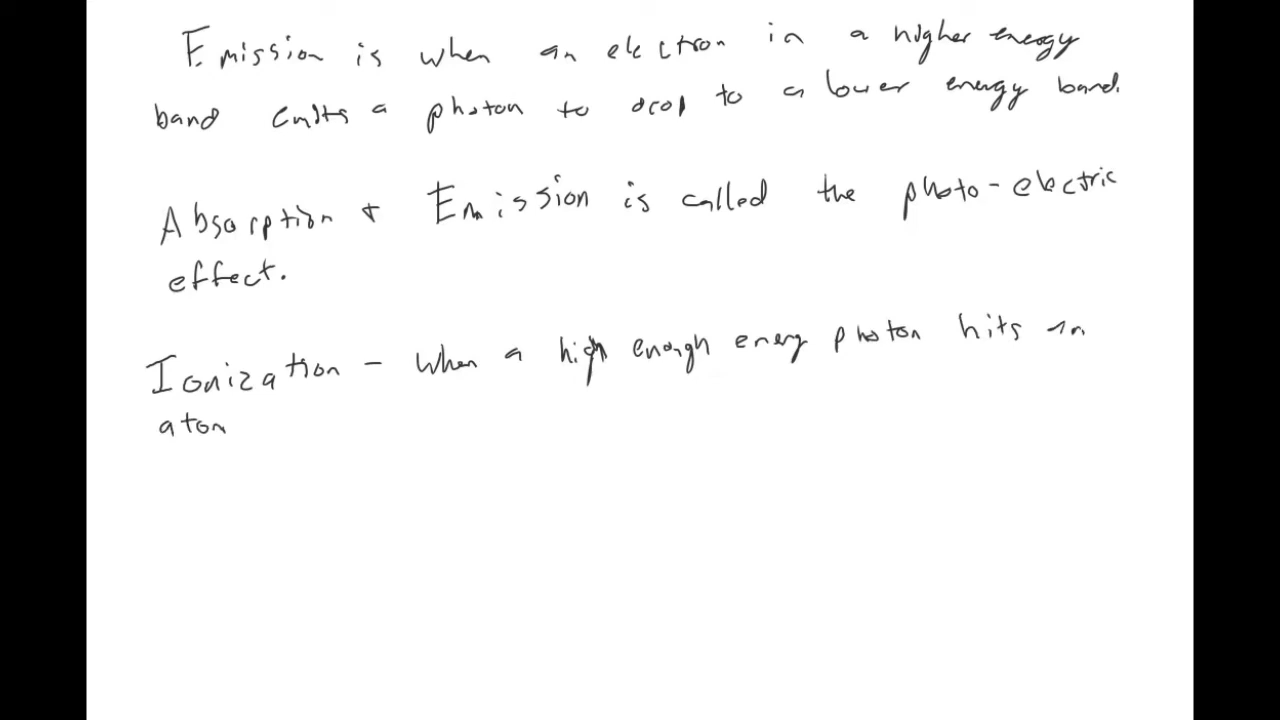 Emission is when an electron in a higher energy
band emits a photon to drop to a lower energy band.
Absorption + Emission is called the photo-electric
effect.
Ionization - when a high enough energy photon hits an
atom